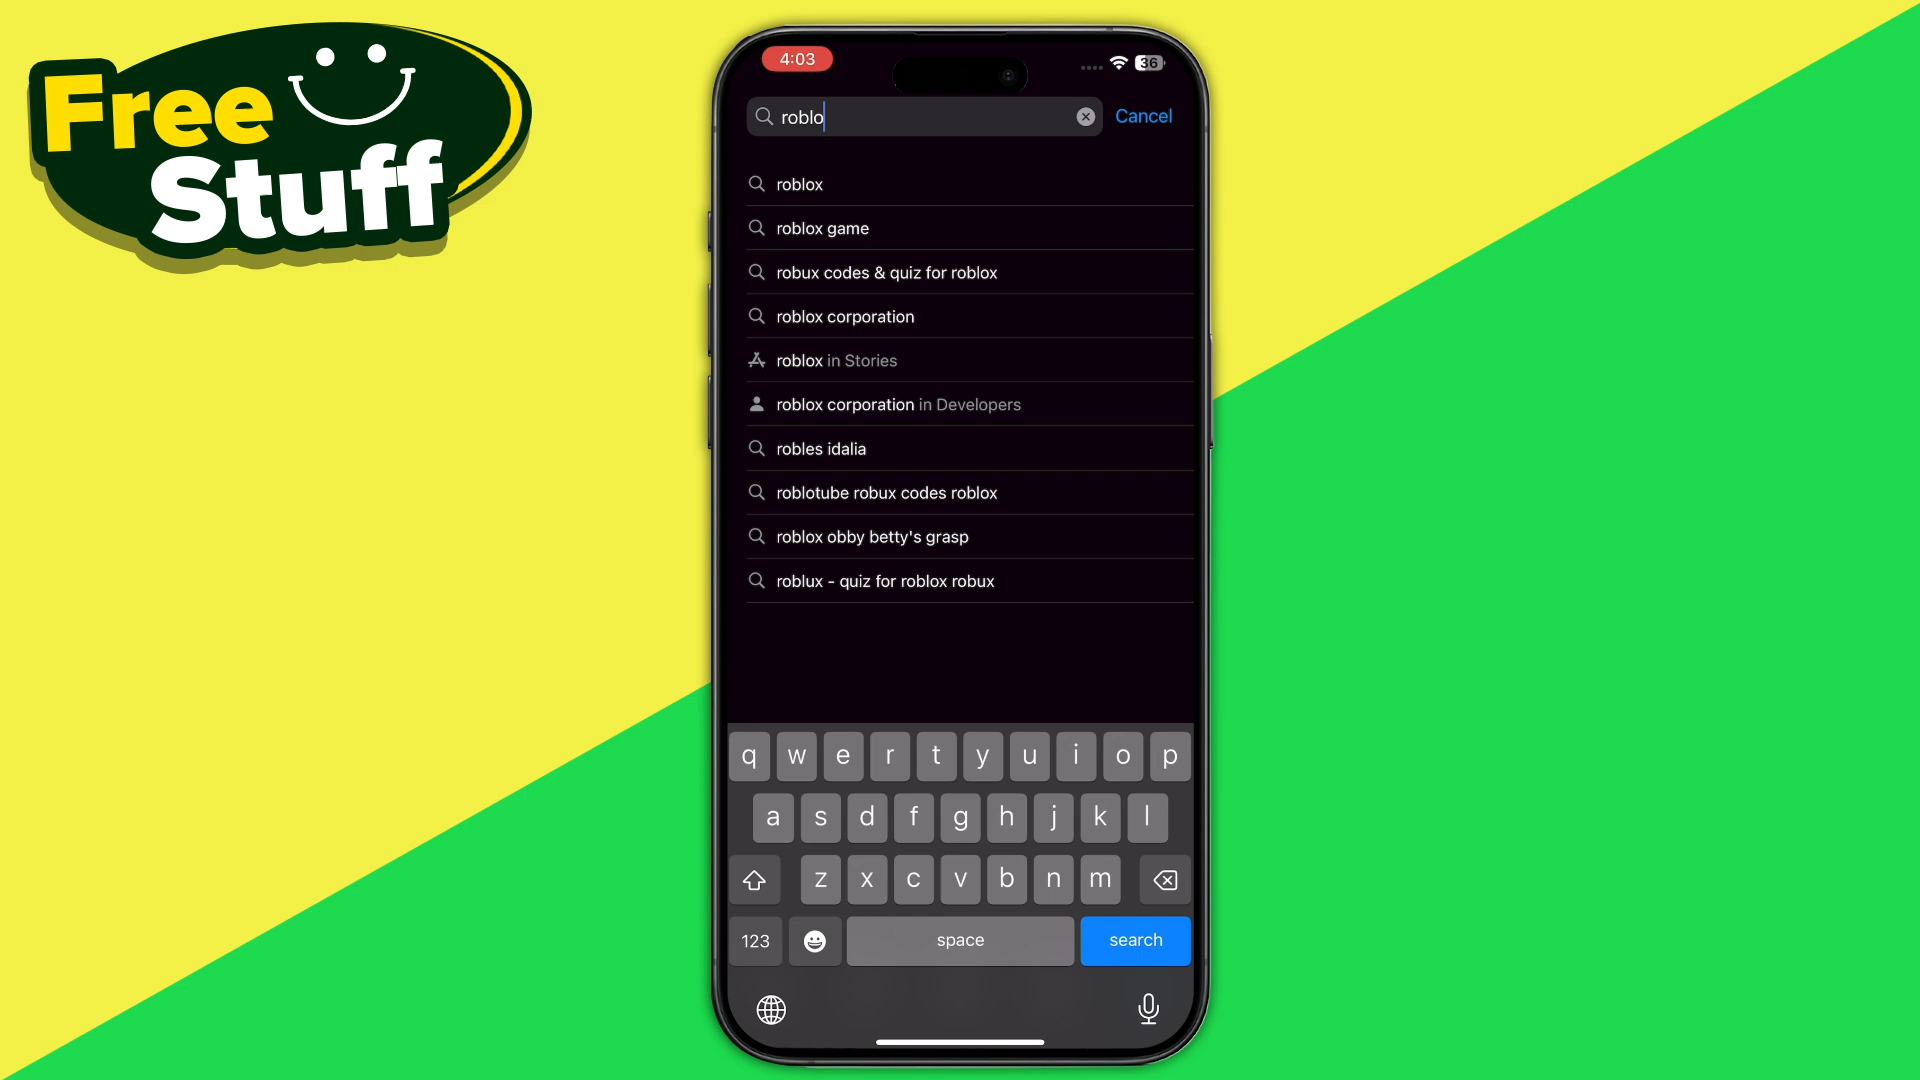 Free
Stuff
4:03
36
roblo
Cancel
roblox
roblox game
robux codes & quiz for roblox
roblox corporation
roblox in Stories
roblox corporation in Developers
robles idalia
roblotube robux codes roblox
roblox obby betty's grasp
roblux - quiz for roblox robux
q w e r t y u i o p
a s d f g h j k l
z x c v b n m
123 space search